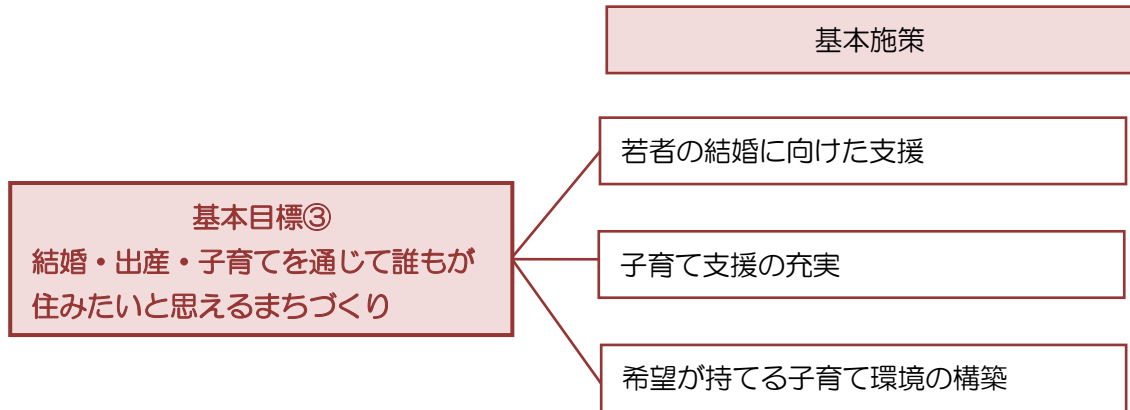 基本施策
若者の結婚に向けた支援
基本目標③
結婚・出産・子育てを通じて誰もが
住みたいと思えるまちづくり
子育て支援の充実
希望が持てる子育て環境の構築